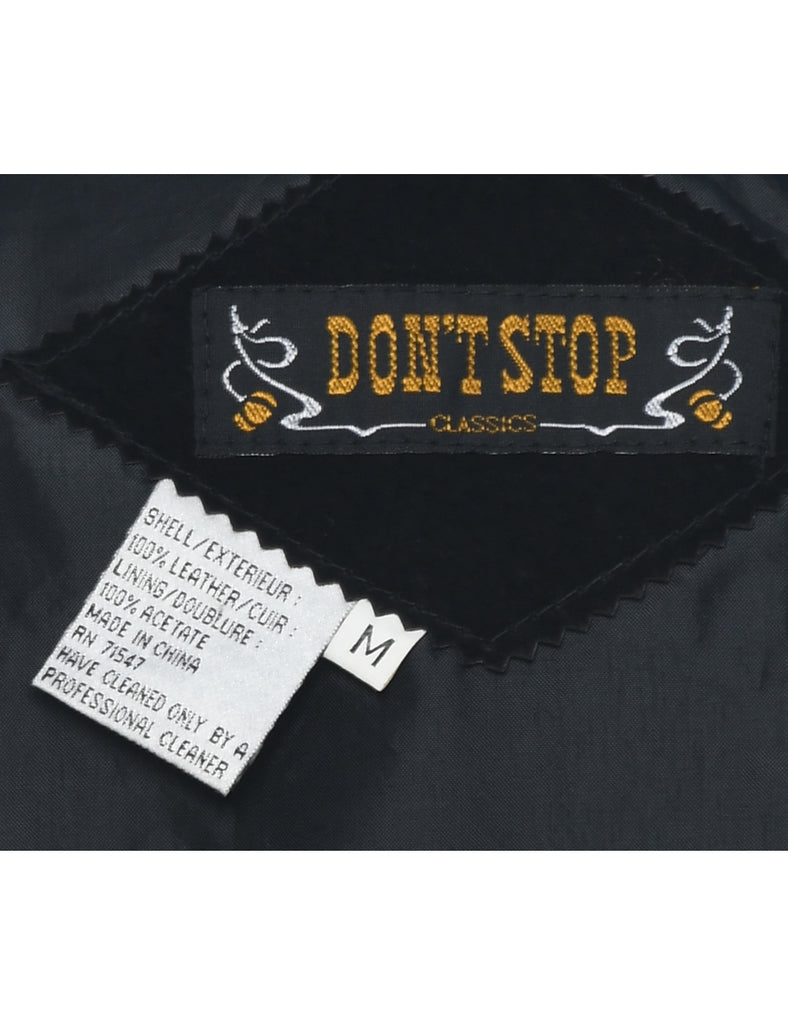 DON'T STOP
CLASSICS
SHELL/EXTERIEUR:
100% LEATHER/CUIR:
LINING/DOUBLURE:
100% ACETATE
MADE IN CHINA
RN 71547
HAVE CLEANED ONLY BY A
PROFESSIONAL CLEANER
M